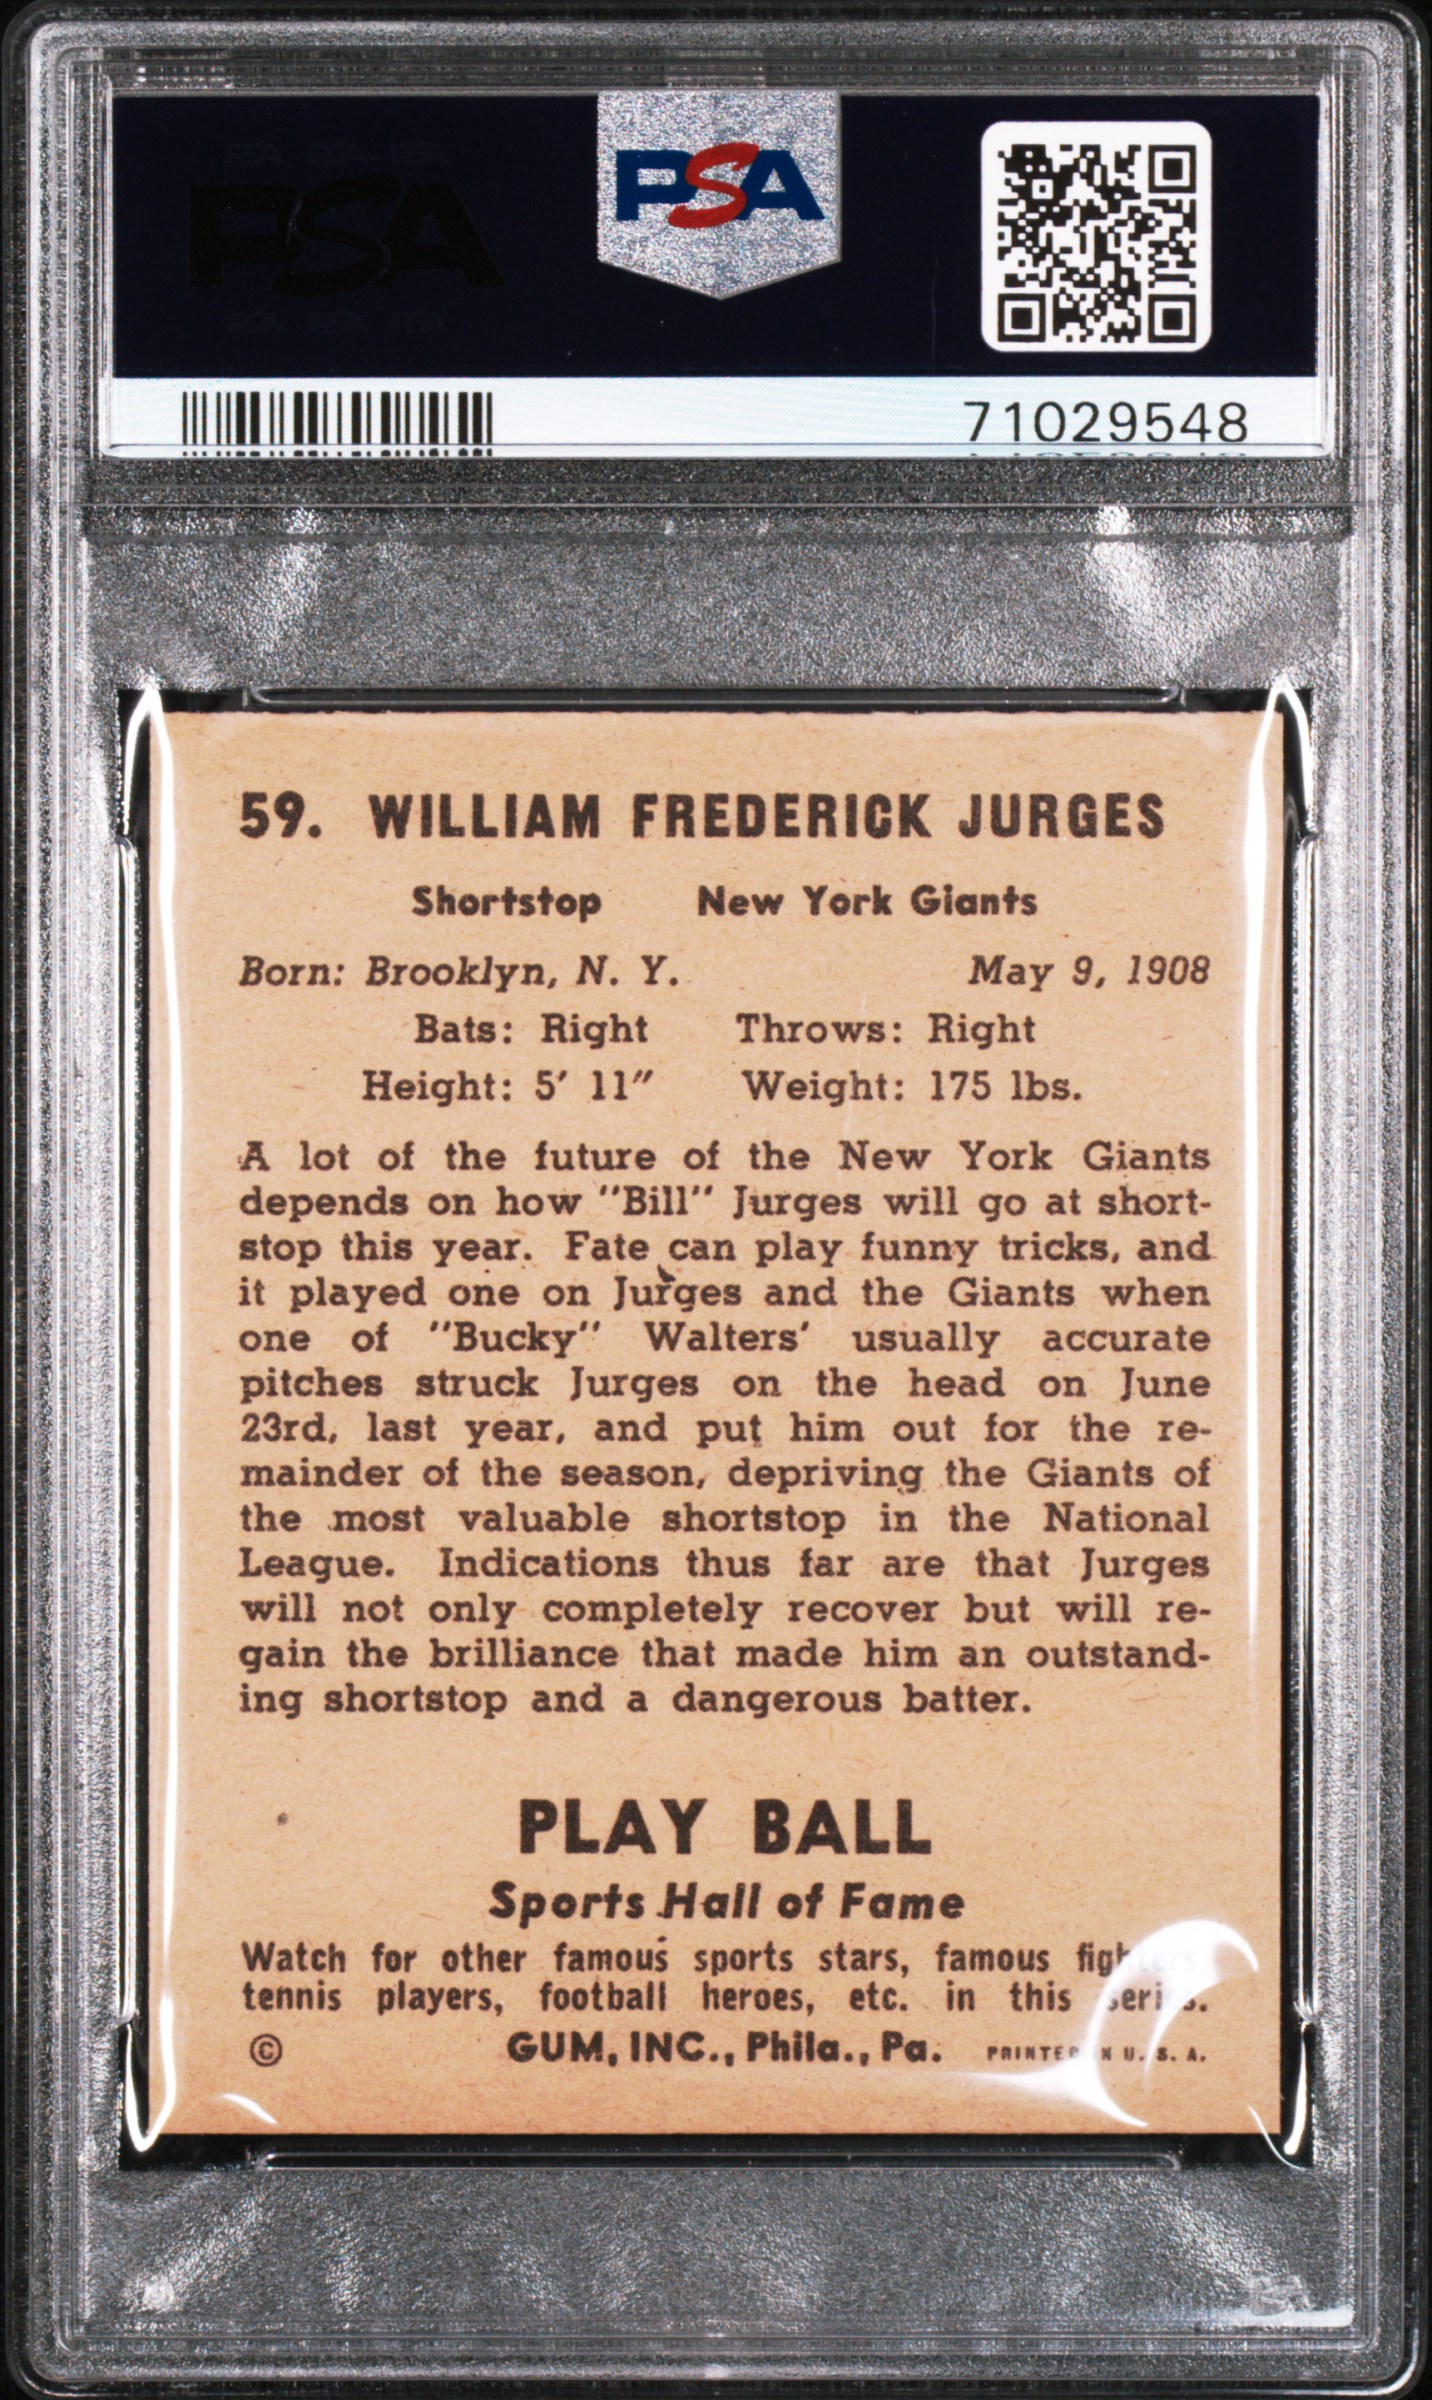 PSA
71029548
59. WILLIAM FREDERICK JURGES
Shortstop New York Giants
Born: Brooklyn, N. Y. May 9, 1908
Bats: Right Throws: Right
Height: 5′ 11″ Weight: 175 lbs.
A lot of the future of the New York Giants
depends on how "Bill" Jurges will go at short-
stop this year. Fate can play funny tricks, and
it played one on Jurges and the Giants when
one of "Bucky" Walters' usually accurate
pitches struck Jurges on the head on June
23rd, last year, and put him out for the re-
mainder of the season, depriving the Giants of
the most valuable shortstop in the National
League. Indications thus far are that Jurges
will not only completely recover but will re-
gain the brilliance that made him an outstand-
ing shortstop and a dangerous batter.
PLAY BALL
Sports Hall of Fame
Watch for other famous sports stars, famous fighters,
tennis players, football heroes, etc. in this series.
© GUM, INC., Phila., Pa. PRINTED IN U. S. A.